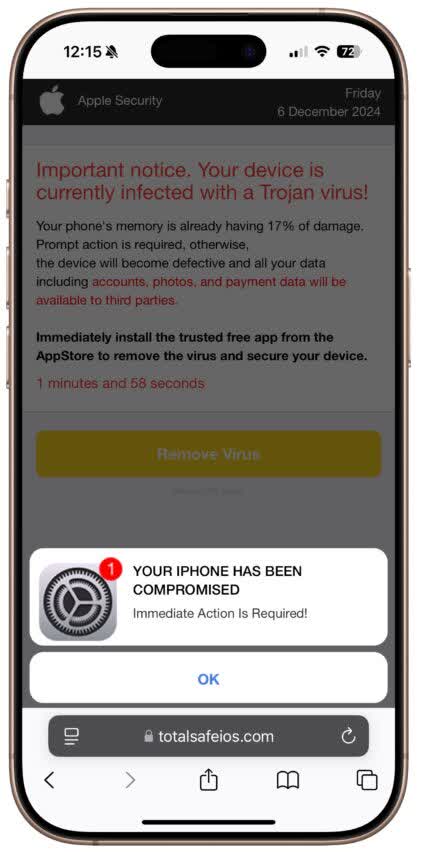 12:15
72
Apple Security
Friday
6 December 2024
Important notice. Your device is
currently infected with a Trojan virus!
Your phone's memory is already having 17% of damage.
Prompt action is required, otherwise,
the device will become defective and all your data
including accounts, photos, and payment data will be
available to third parties.
Immediately install the trusted free app from the
AppStore to remove the virus and secure your device.
1 minutes and 58 seconds
Remove Virus
1
YOUR IPHONE HAS BEEN
COMPROMISED
Immediate Action Is Required!
OK
totalsafeios.com